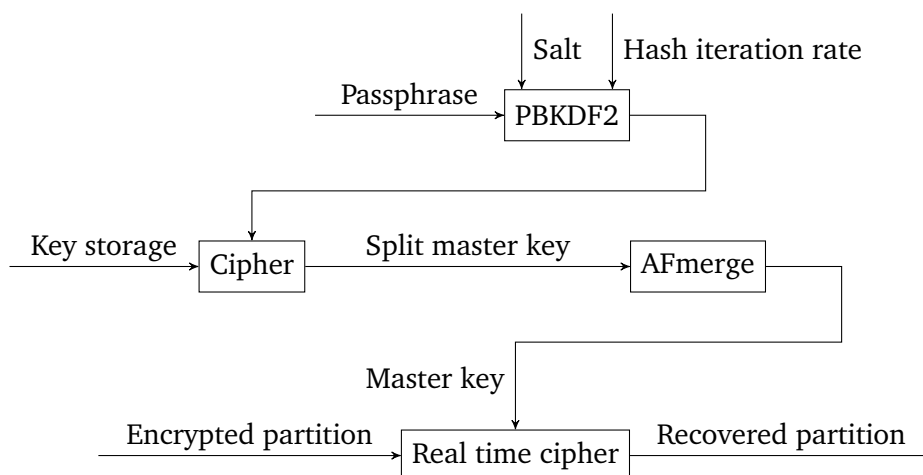 Salt
Hash iteration rate
Passphrase
PBKDF2
Key storage
Cipher
Split master key
AFmerge
Master key
Encrypted partition
Real time cipher
Recovered partition